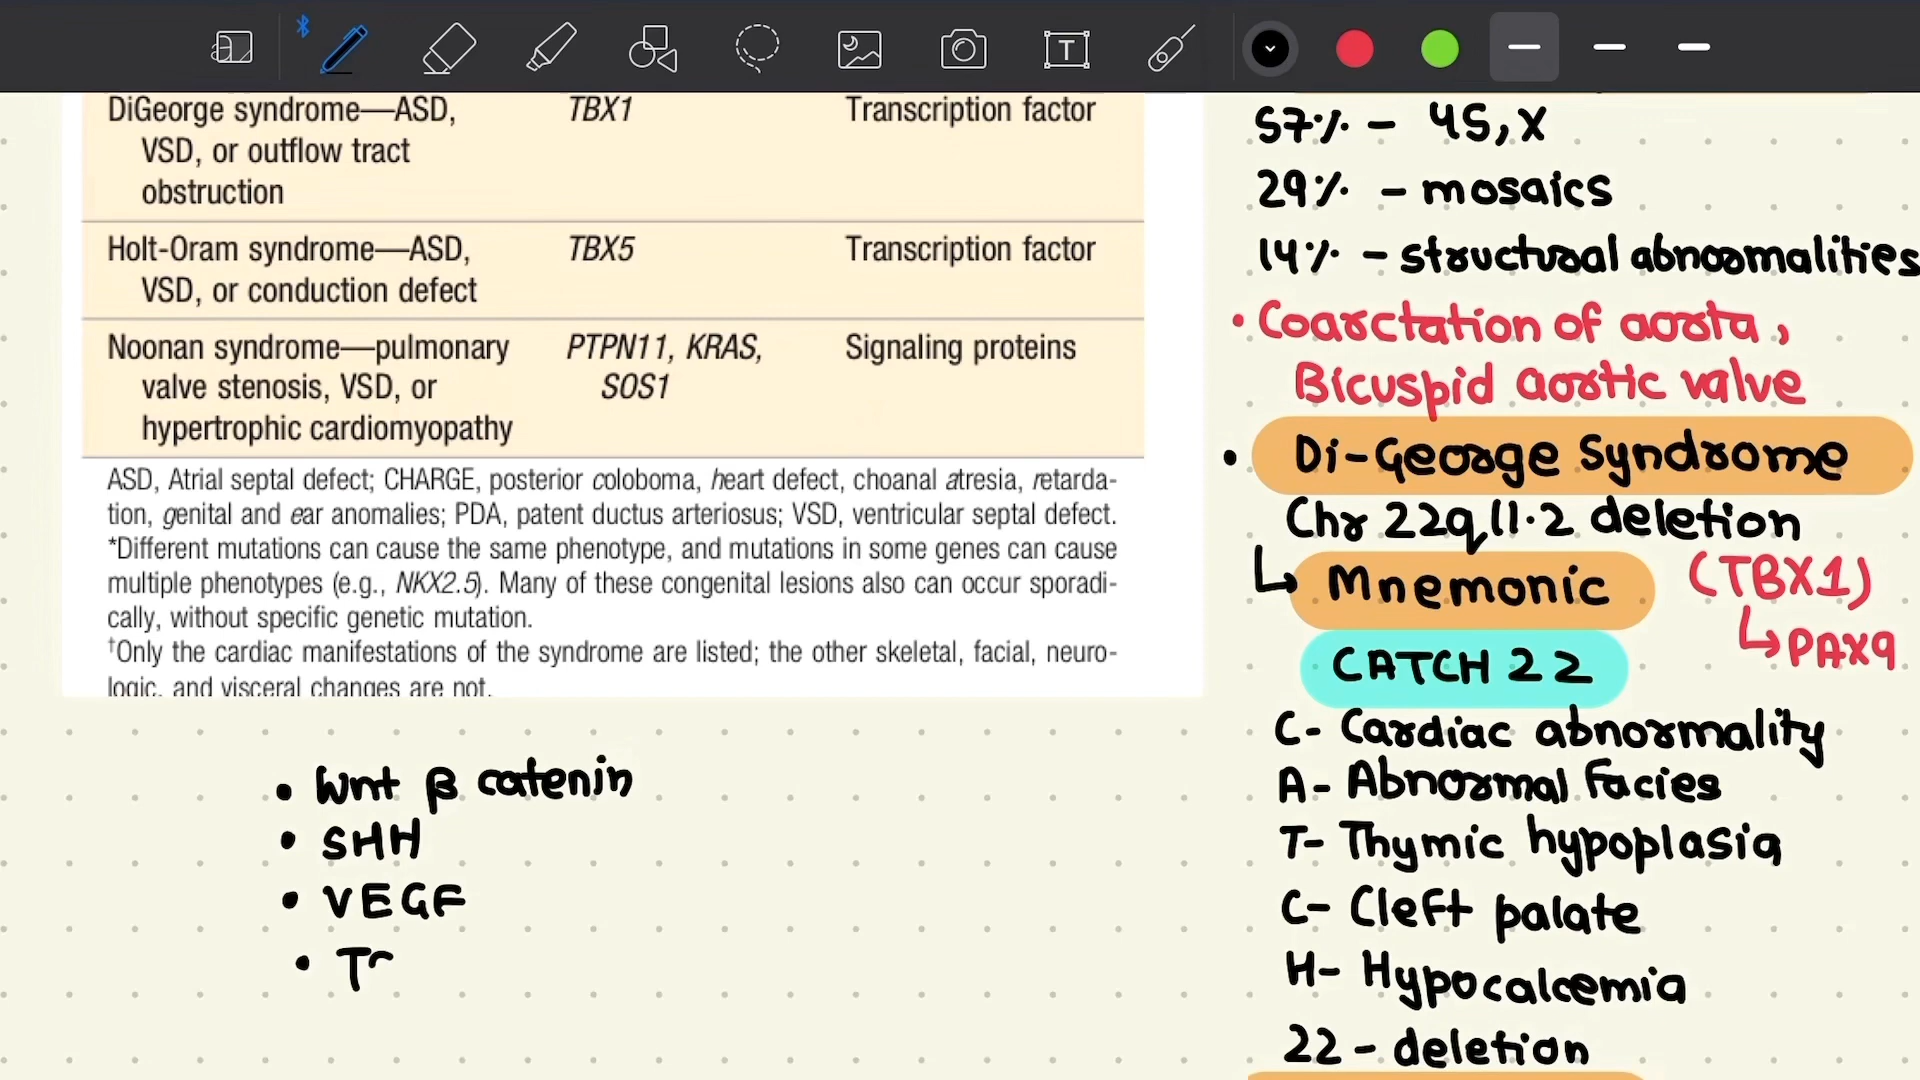 DiGeorge syndrome—ASD, TBX1 Transcription factor
VSD, or outflow tract
obstruction
Holt-Oram syndrome—ASD, TBX5 Transcription factor
VSD, or conduction defect
Noonan syndrome—pulmonary PTPN11, KRAS, Signaling proteins
valve stenosis, VSD, or SOS1
hypertrophic cardiomyopathy
ASD, Atrial septal defect; CHARGE, posterior coloboma, heart defect, choanal atresia, retarda-
tion, genital and ear anomalies; PDA, patent ductus arteriosus; VSD, ventricular septal defect.
*Different mutations can cause the same phenotype, and mutations in some genes can cause
multiple phenotypes (e.g., NKX2.5). Many of these congenital lesions also can occur sporadi-
cally, without specific genetic mutation.
†Only the cardiac manifestations of the syndrome are listed; the other skeletal, facial, neuro-
logic, and visceral changes are not.
• Wnt β catenin
• SHH
• VEGF
• T
57% - 45,X
29% - mosaics
14% - structural abnormalities
• Coarctation of aorta,
Bicuspid aortic valve
• Di-George Syndrome
Chr 22q11.2 deletion
↳ Mnemonic (TBX1)
↳ PAX9
CATCH 22
C- Cardiac abnormality
A- Abnormal facies
T- Thymic hypoplasia
C- Cleft palate
H- Hypocalcemia
22 - deletion